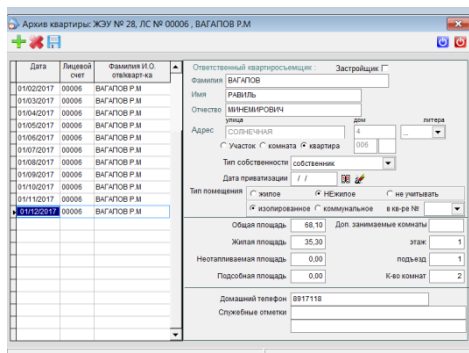 Архив квартиры: ЖЭУ № 28, ЛС № 00006 , ВАГАПОВ Р.М
Дата Лицевой счет Фамилия И.О. отв/кварт-ка
01/02/2017 00006 ВАГАПОВ Р.М
01/03/2017 00006 ВАГАПОВ Р.М
01/04/2017 00006 ВАГАПОВ Р.М
01/05/2017 00006 ВАГАПОВ Р.М
01/06/2017 00006 ВАГАПОВ Р.М
01/07/2017 00006 ВАГАПОВ Р.М
01/08/2017 00006 ВАГАПОВ Р.М
01/09/2017 00006 ВАГАПОВ Р.М
01/10/2017 00006 ВАГАПОВ Р.М
01/11/2017 00006 ВАГАПОВ Р.М
01/12/2017 00006 ВАГАПОВ Р.М
Ответственный квартиросъемщик : Застройщик
Фамилия ВАГАПОВ
Имя РАВИЛЬ
Отчество МИНЕМИРОВИЧ
улица дом литера
Адрес СОЛНЕЧНАЯ 4 ...
Участок комната квартира 006
Тип собственности собственник
Дата приватизации / /
Тип помещения жилое НЕжилое не учитывать
изолированное коммунальное в кв-ре №
Общая площадь 68,10 Доп. занимаемые комнаты
Жилая площадь 35,30 этаж 1
Неотапливаемая площадь 0,00 подъезд 1
Подсобная площадь 0,00 К-во комнат 2
Домашний телефон 8917118
Служебные отметки